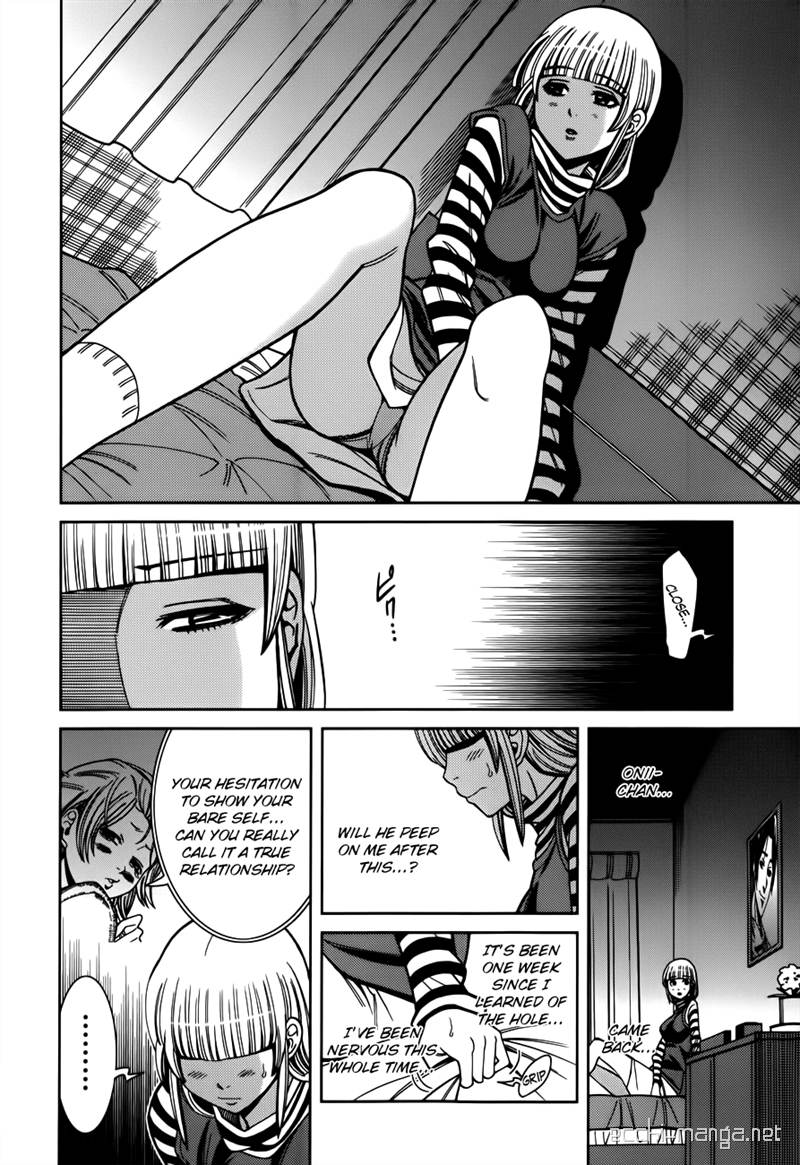 CLOSE...
ピク...
ONII-
CHAN...
CAME
BACK...
WILL HE PEEP
ON ME AFTER
THIS...?
IT'S BEEN
ONE WEEK
SINCE I
LEARNED OF
THE HOLE...
I'VE BEEN
NERVOUS THIS
WHOLE TIME...
GRIP
YOUR HESITATION
TO SHOW YOUR
BARE SELF...
CAN YOU REALLY
CALL IT A TRUE
RELATIONSHIP?
........
ecchi-manga.net